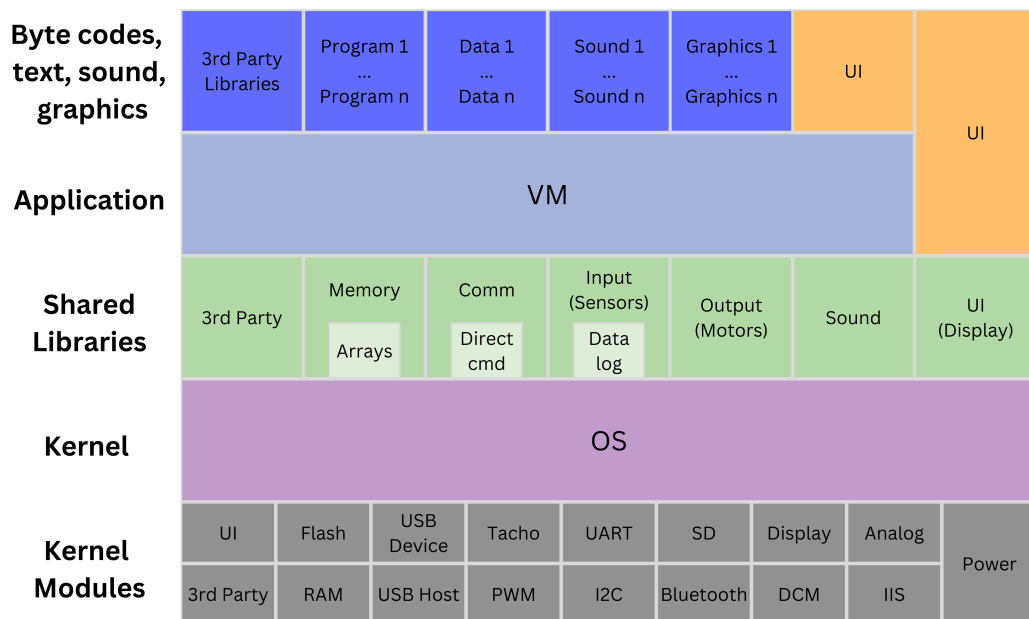 Byte codes,
text, sound,
graphics
3rd Party
Libraries
Program 1
...
Program n
Data 1
...
Data n
Sound 1
...
Sound n
Graphics 1
...
Graphics n
UI
UI
Application
VM
Shared
Libraries
3rd Party
Memory
Arrays
Comm
Direct
cmd
Input
(Sensors)
Data
log
Output
(Motors)
Sound
UI
(Display)
Kernel
OS
Kernel
Modules
UI
Flash
USB
Device
Tacho
UART
SD
Display
Analog
Power
3rd Party
RAM
USB Host
PWM
I2C
Bluetooth
DCM
IIS